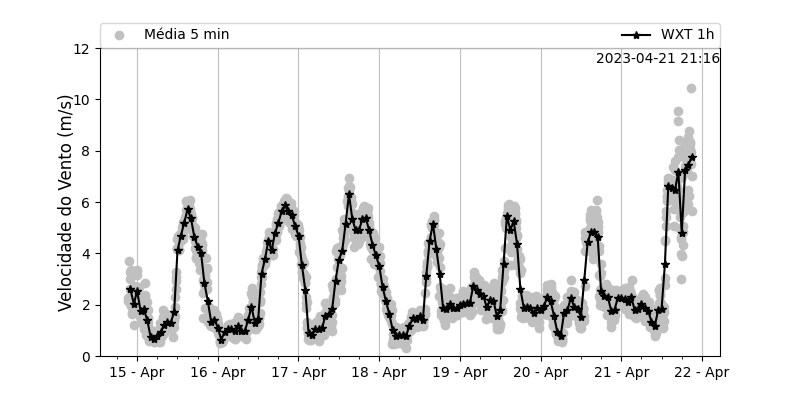 Média 5 min
WXT 1h
2023-04-21 21:16
Velocidade do Vento (m/s)
12
10
8
6
4
2
0
15 - Apr
16 - Apr
17 - Apr
18 - Apr
19 - Apr
20 - Apr
21 - Apr
22 - Apr